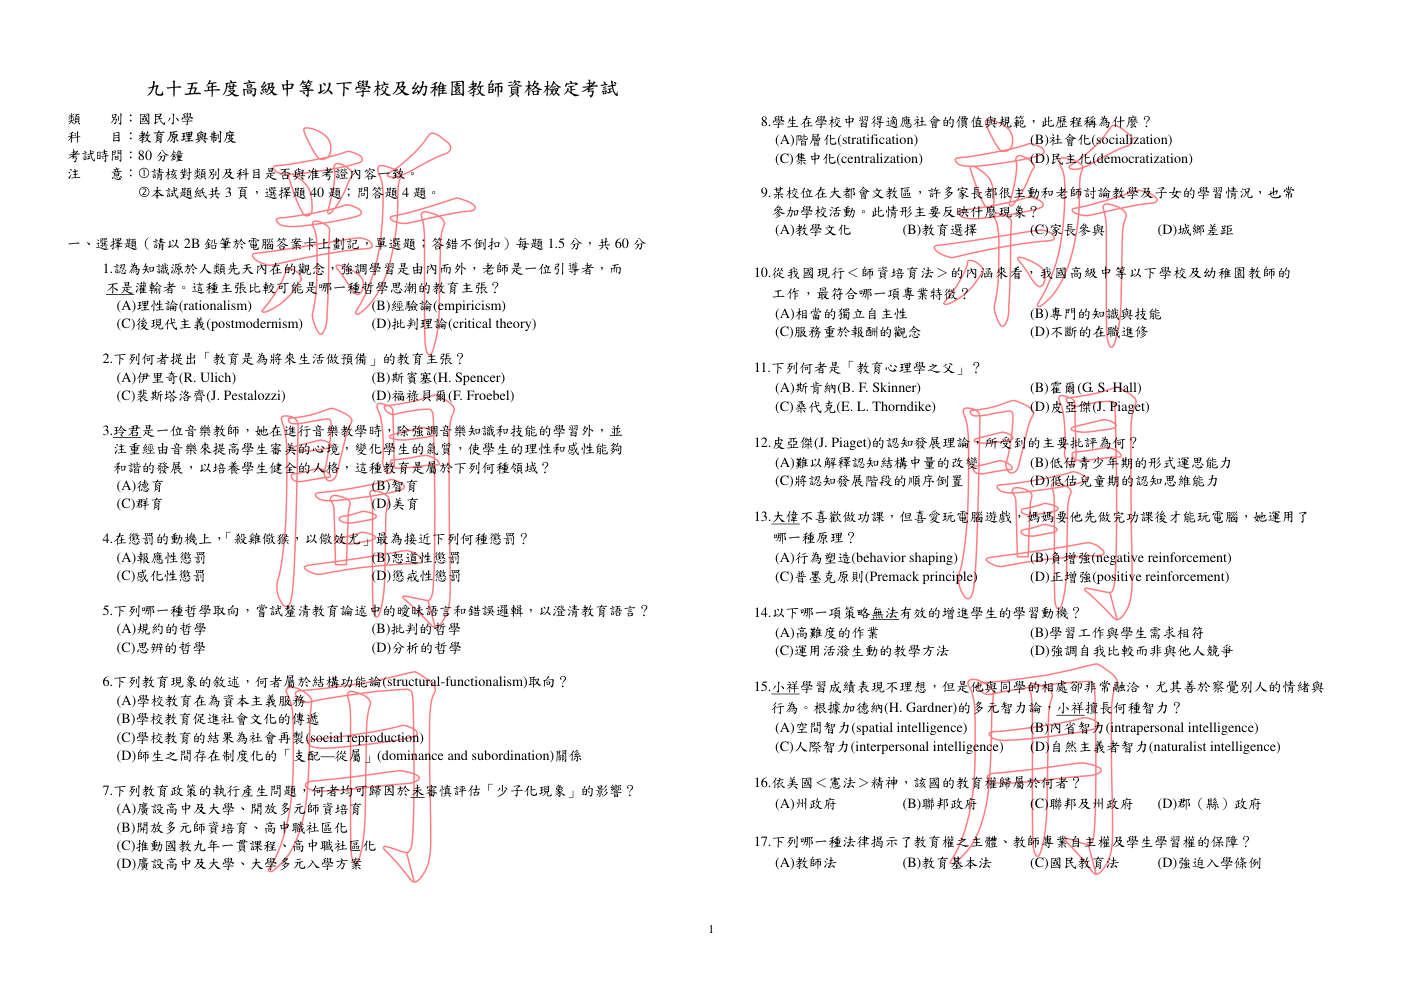 九十五年度高級中等以下學校及幼稚園教師資格檢定考試
類　　別：國民小學
科　　目：教育原理與制度
考試時間：80 分鐘
注　　意：①請核對類別及科目是否與准考證內容一致。
②本試題紙共 3 頁，選擇題 40 題；問答題 4 題。
一、選擇題（請以 2B 鉛筆於電腦答案卡上劃記，單選題；答錯不倒扣）每題 1.5 分，共 60 分
1.認為知識源於人類先天內在的觀念，強調學習是由內而外，老師是一位引導者，而
不是灌輸者。這種主張比較可能是哪一種哲學思潮的教育主張？
(A)理性論(rationalism) (B)經驗論(empiricism)
(C)後現代主義(postmodernism) (D)批判理論(critical theory)
2.下列何者提出「教育是為將來生活做預備」的教育主張？
(A)伊里奇(R. Ulich) (B)斯賓塞(H. Spencer)
(C)裴斯塔洛齊(J. Pestalozzi) (D)福祿貝爾(F. Froebel)
3.玲君是一位音樂教師，她在進行音樂教學時，除強調音樂知識和技能的學習外，並
注重經由音樂來提高學生審美的心境，變化學生的氣質，使學生的理性和感性能夠
和諧的發展，以培養學生健全的人格，這種教育是屬於下列何種領域？
(A)德育 (B)智育
(C)群育 (D)美育
4.在懲罰的動機上，「殺雞儆猴，以儆效尤」最為接近下列何種懲罰？
(A)報應性懲罰 (B)恕道性懲罰
(C)感化性懲罰 (D)懲戒性懲罰
5.下列哪一種哲學取向，嘗試釐清教育論述中的曖昧語言和錯誤邏輯，以澄清教育語言？
(A)規約的哲學 (B)批判的哲學
(C)思辨的哲學 (D)分析的哲學
6.下列教育現象的敘述，何者屬於結構功能論(structural-functionalism)取向？
(A)學校教育在為資本主義服務
(B)學校教育促進社會文化的傳遞
(C)學校教育的結果為社會再製(social reproduction)
(D)師生之間存在制度化的「支配—從屬」(dominance and subordination)關係
7.下列教育政策的執行產生問題，何者均可歸因於未審慎評估「少子化現象」的影響？
(A)廣設高中及大學、開放多元師資培育
(B)開放多元師資培育、高中職社區化
(C)推動國教九年一貫課程、高中職社區化
(D)廣設高中及大學、大學多元入學方案
8.學生在學校中習得適應社會的價值與規範，此歷程稱為什麼？
(A)階層化(stratification) (B)社會化(socialization)
(C)集中化(centralization) (D)民主化(democratization)
9.某校位在大都會文教區，許多家長都很主動和老師討論教學及子女的學習情況，也常
參加學校活動。此情形主要反映什麼現象？
(A)教學文化 (B)教育選擇 (C)家長參與 (D)城鄉差距
10.從我國現行＜師資培育法＞的內涵來看，我國高級中等以下學校及幼稚園教師的
工作，最符合哪一項專業特徵？
(A)相當的獨立自主性 (B)專門的知識與技能
(C)服務重於報酬的觀念 (D)不斷的在職進修
11.下列何者是「教育心理學之父」？
(A)斯肯納(B. F. Skinner) (B)霍爾(G. S. Hall)
(C)桑代克(E. L. Thorndike) (D)皮亞傑(J. Piaget)
12.皮亞傑(J. Piaget)的認知發展理論，所受到的主要批評為何？
(A)難以解釋認知結構中量的改變 (B)低估青少年期的形式運思能力
(C)將認知發展階段的順序倒置 (D)低估兒童期的認知思維能力
13.大偉不喜歡做功課，但喜愛玩電腦遊戲，媽媽要他先做完功課後才能玩電腦，她運用了
哪一種原理？
(A)行為塑造(behavior shaping) (B)負增強(negative reinforcement)
(C)普墨克原則(Premack principle) (D)正增強(positive reinforcement)
14.以下哪一項策略無法有效的增進學生的學習動機？
(A)高難度的作業 (B)學習工作與學生需求相符
(C)運用活潑生動的教學方法 (D)強調自我比較而非與他人競爭
15.小祥學習成績表現不理想，但是他與同學的相處卻非常融洽，尤其善於察覺別人的情緒與
行為。根據加德納(H. Gardner)的多元智力論，小祥擅長何種智力？
(A)空間智力(spatial intelligence) (B)內省智力(intrapersonal intelligence)
(C)人際智力(interpersonal intelligence) (D)自然主義者智力(naturalist intelligence)
16.依美國＜憲法＞精神，該國的教育權歸屬於何者？
(A)州政府 (B)聯邦政府 (C)聯邦及州政府 (D)郡（縣）政府
17.下列哪一種法律揭示了教育權之主體、教師專業自主權及學生學習權的保障？
(A)教師法 (B)教育基本法 (C)國民教育法 (D)強迫入學條例
1
新聞用
新聞用